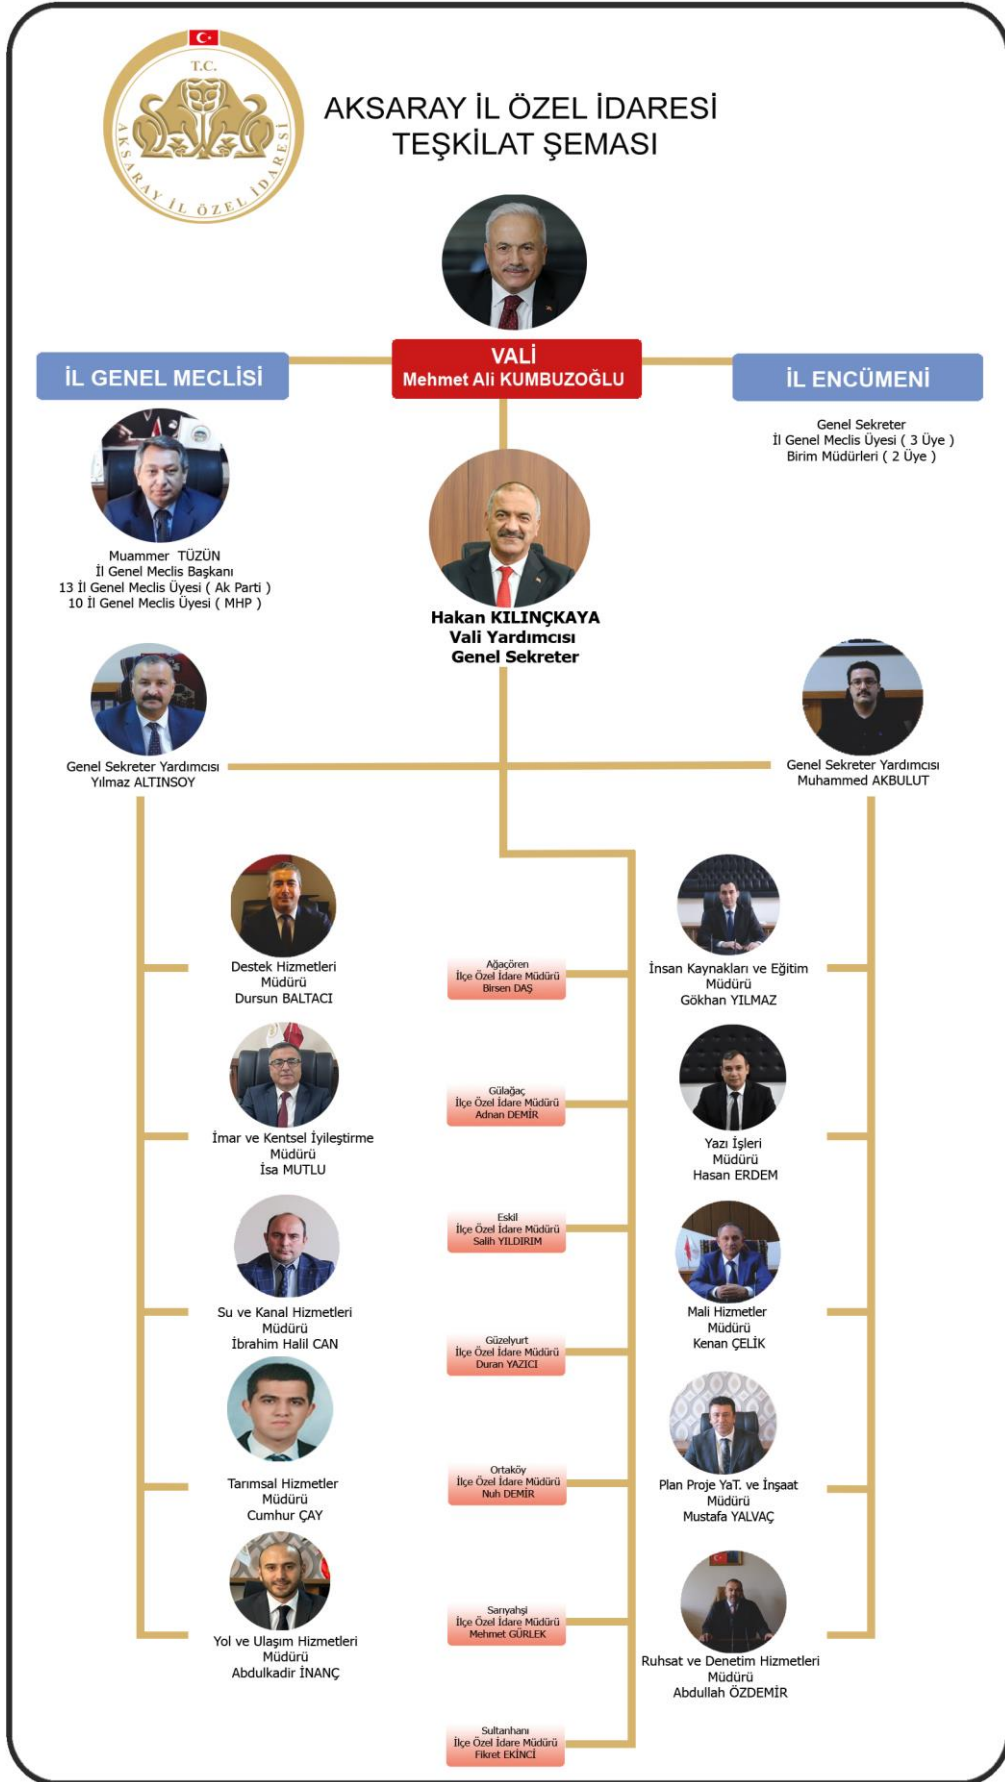 T.C.
AKSARAY İL ÖZEL İDARESİ
AKSARAY İL ÖZEL İDARESİ
TEŞKİLAT ŞEMASI
İL GENEL MECLİSİ
VALİ
Mehmet Ali KUMBUZOĞLU
İL ENCÜMENİ
Genel Sekreter
İl Genel Meclis Üyesi ( 3 Üye )
Birim Müdürleri ( 2 Üye )
Muammer TÜZÜN
İl Genel Meclis Başkanı
13 İl Genel Meclis Üyesi ( Ak Parti )
10 İl Genel Meclis Üyesi ( MHP )
Hakan KILINÇKAYA
Vali Yardımcısı
Genel Sekreter
Genel Sekreter Yardımcısı
Yılmaz ALTINSOY
Genel Sekreter Yardımcısı
Muhammed AKBULUT
Destek Hizmetleri
Müdürü
Dursun BALTACI
İmar ve Kentsel İyileştirme
Müdürü
İsa MUTLU
Su ve Kanal Hizmetleri
Müdürü
İbrahim Halil CAN
Tarımsal Hizmetler
Müdürü
Cumhur ÇAY
Yol ve Ulaşım Hizmetleri
Müdürü
Abdulkadir İNANÇ
Ağaçören
İlçe Özel İdare Müdürü
Birsen DAŞ
Gülağaç
İlçe Özel İdare Müdürü
Adnan DEMİR
Eskil
İlçe Özel İdare Müdürü
Salih YILDIRIM
Güzelyurt
İlçe Özel İdare Müdürü
Duran YAZICI
Ortaköy
İlçe Özel İdare Müdürü
Nuh DEMİR
Sarıyahşi
İlçe Özel İdare Müdürü
Mehmet GÜRLEK
Sultanhanı
İlçe Özel İdare Müdürü
Fikret EKİNCİ
İnsan Kaynakları ve Eğitim
Müdürü
Gökhan YILMAZ
Yazı İşleri
Müdürü
Hasan ERDEM
Mali Hizmetler
Müdürü
Kenan ÇELİK
Plan Proje YaT. ve İnşaat
Müdürü
Mustafa YALVAÇ
Ruhsat ve Denetim Hizmetleri
Müdürü
Abdullah ÖZDEMİR